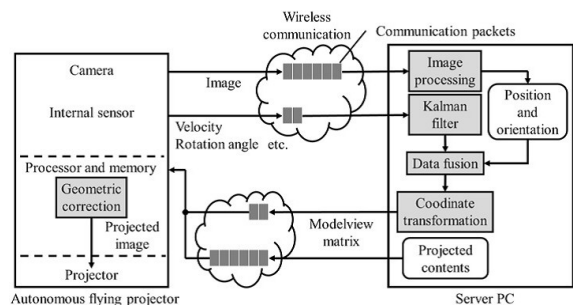 Wireless
communication
Communication packets
Camera
Image
Image
processing
Internal sensor
Velocity
Rotation angle etc.
Kalman
filter
Position
and
orientation
Data fusion
Processor and memory
Geometric
correction
Projected
image
Projector
Modelview
matrix
Coodinate
transformation
Projected
contents
Autonomous flying projector
Server PC